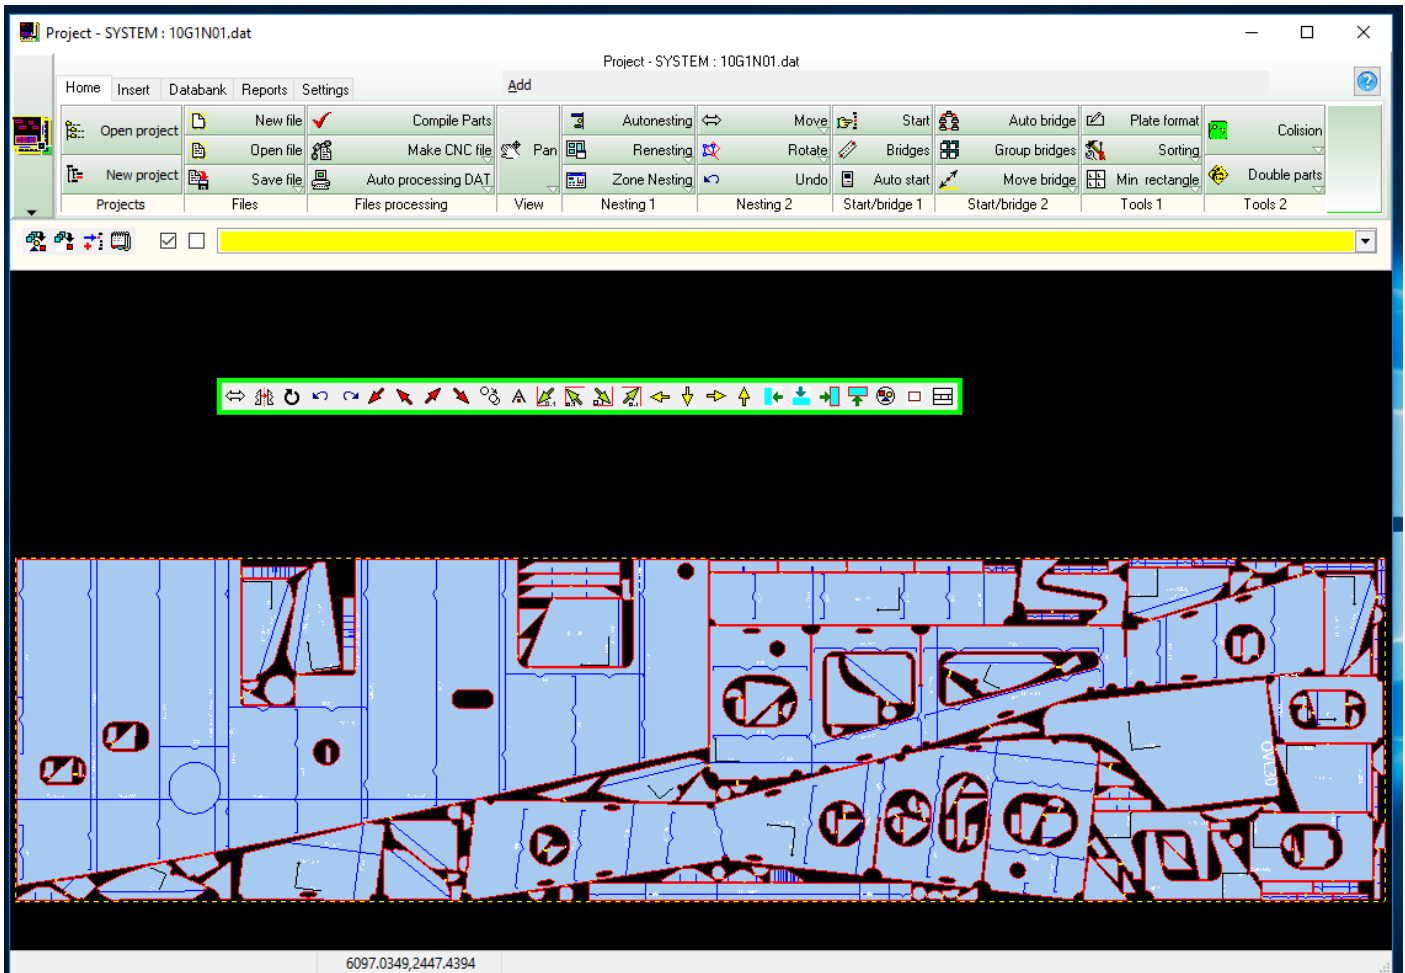 Project - SYSTEM : 10G1N01.dat
Project - SYSTEM : 10G1N01.dat
Home Insert Databank Reports Settings Add
Open project New file Compile Parts Autonesting Move Start Auto bridge Plate format Colision
Open file Make CNC file Pan Renesting Rotate Bridges Group bridges Sorting
New project Save file Auto processing DAT Zone Nesting Undo Auto start Move bridge Min rectangle Double parts
Projects Files Files processing View Nesting 1 Nesting 2 Start/bridge 1 Start/bridge 2 Tools 1 Tools 2
OVL30
6097.0349,2447.4394